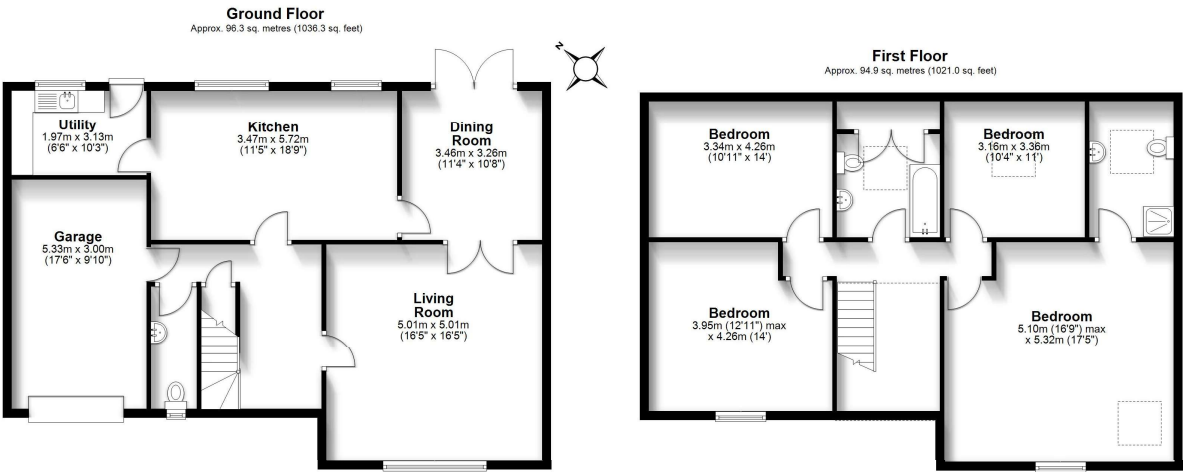 Ground Floor
Approx. 96.3 sq. metres (1036.3 sq. feet)
N
Utility
1.97m x 3.13m
(6'6" x 10'3")
Kitchen
3.47m x 5.72m
(11'5" x 18'9")
Dining
Room
3.46m x 3.26m
(11'4" x 10'8")
Garage
5.33m x 3.00m
(17'6" x 9'10")
Living
Room
5.01m x 5.01m
(16'5" x 16'5")
First Floor
Approx. 94.9 sq. metres (1021.0 sq. feet)
Bedroom
3.34m x 4.26m
(10'11" x 14')
Bedroom
3.16m x 3.36m
(10'4" x 11')
Bedroom
3.95m (12'11") max
x 4.26m (14')
Bedroom
5.10m (16'9") max
x 5.32m (17'5")